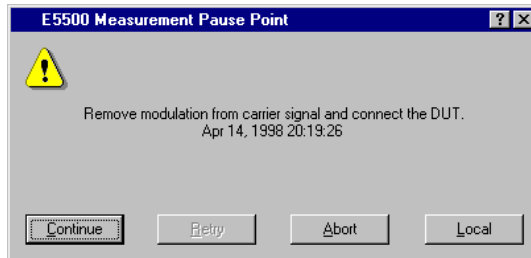 E5500 Measurement Pause Point
Remove modulation from carrier signal and connect the DUT.
Apr 14, 1998 20:19:26
Continue Retry Abort Local